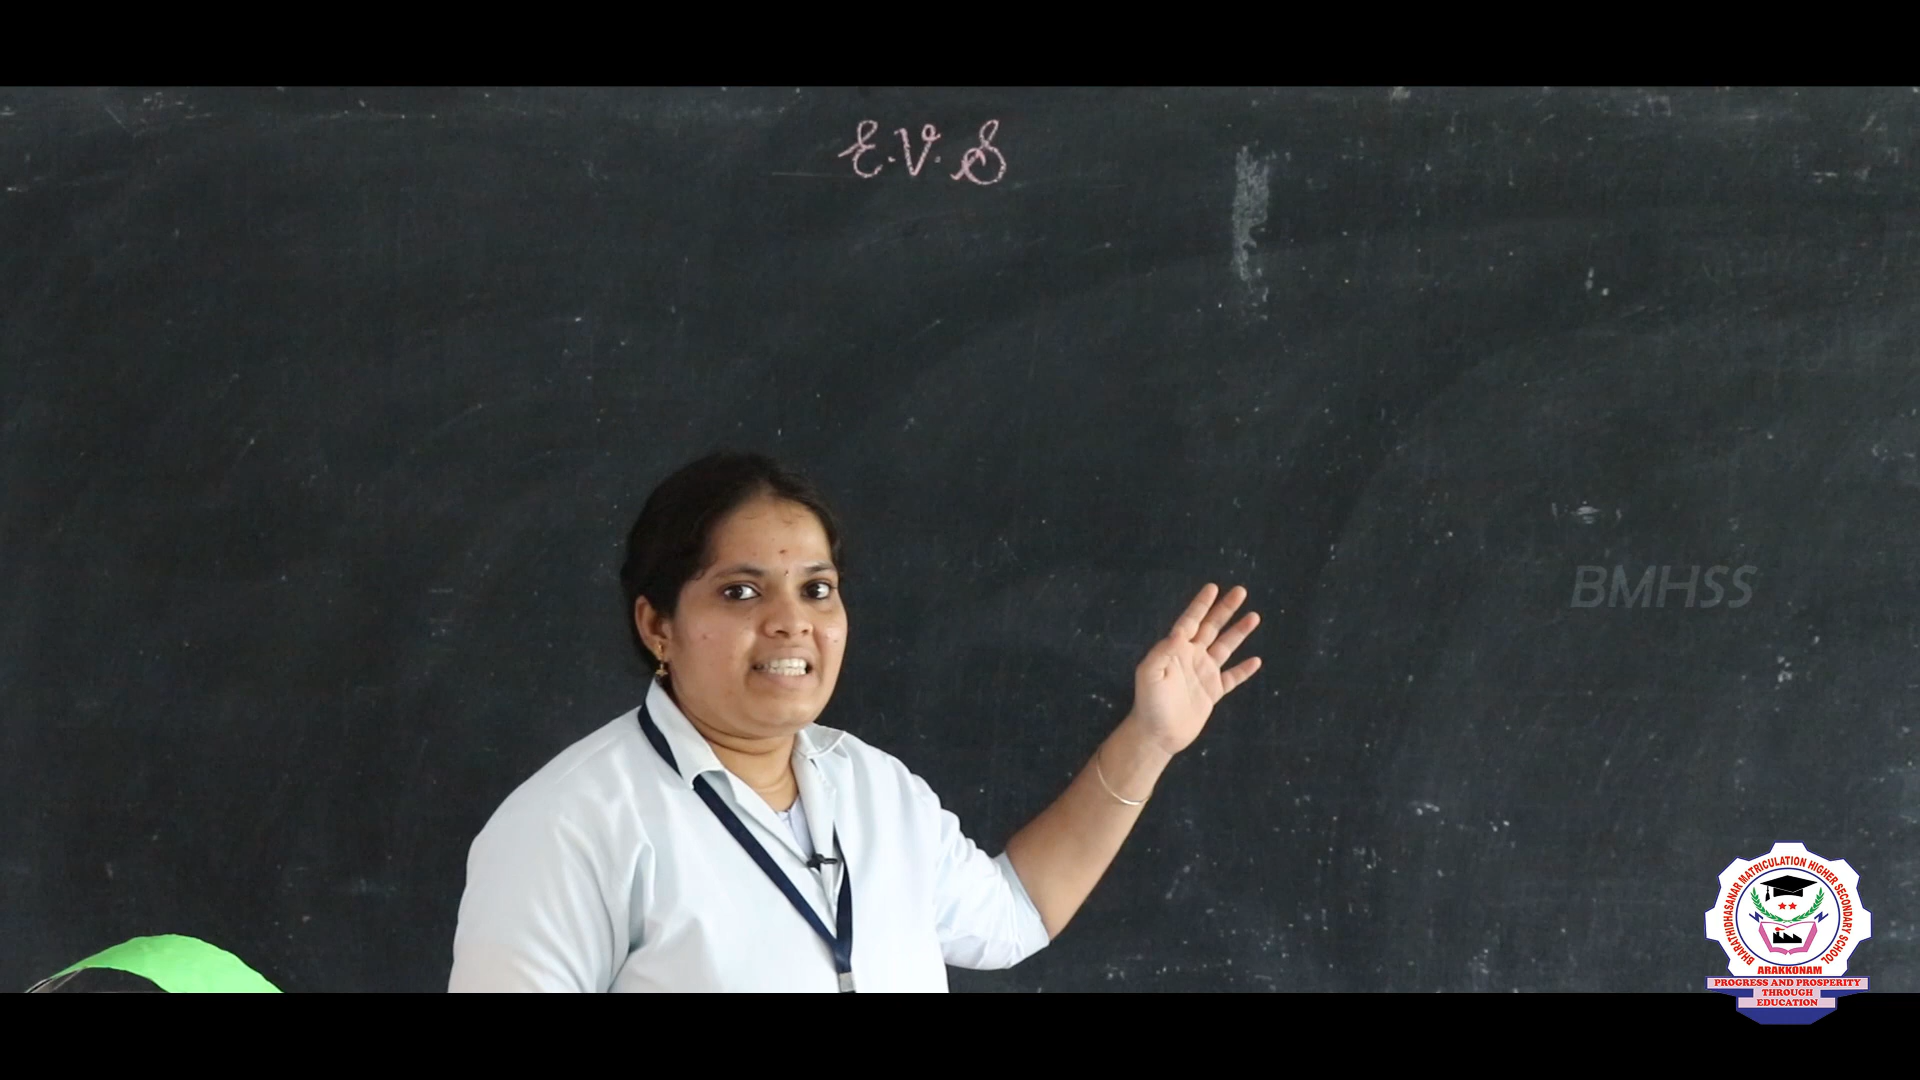 E.V.S
BMHSS
BHARATHIDHASANAR MATRICULATION HIGHER SECONDARY SCHOOL
ARAKKONAM
PROGRESS AND PROSPERITY
THROUGH
EDUCATION